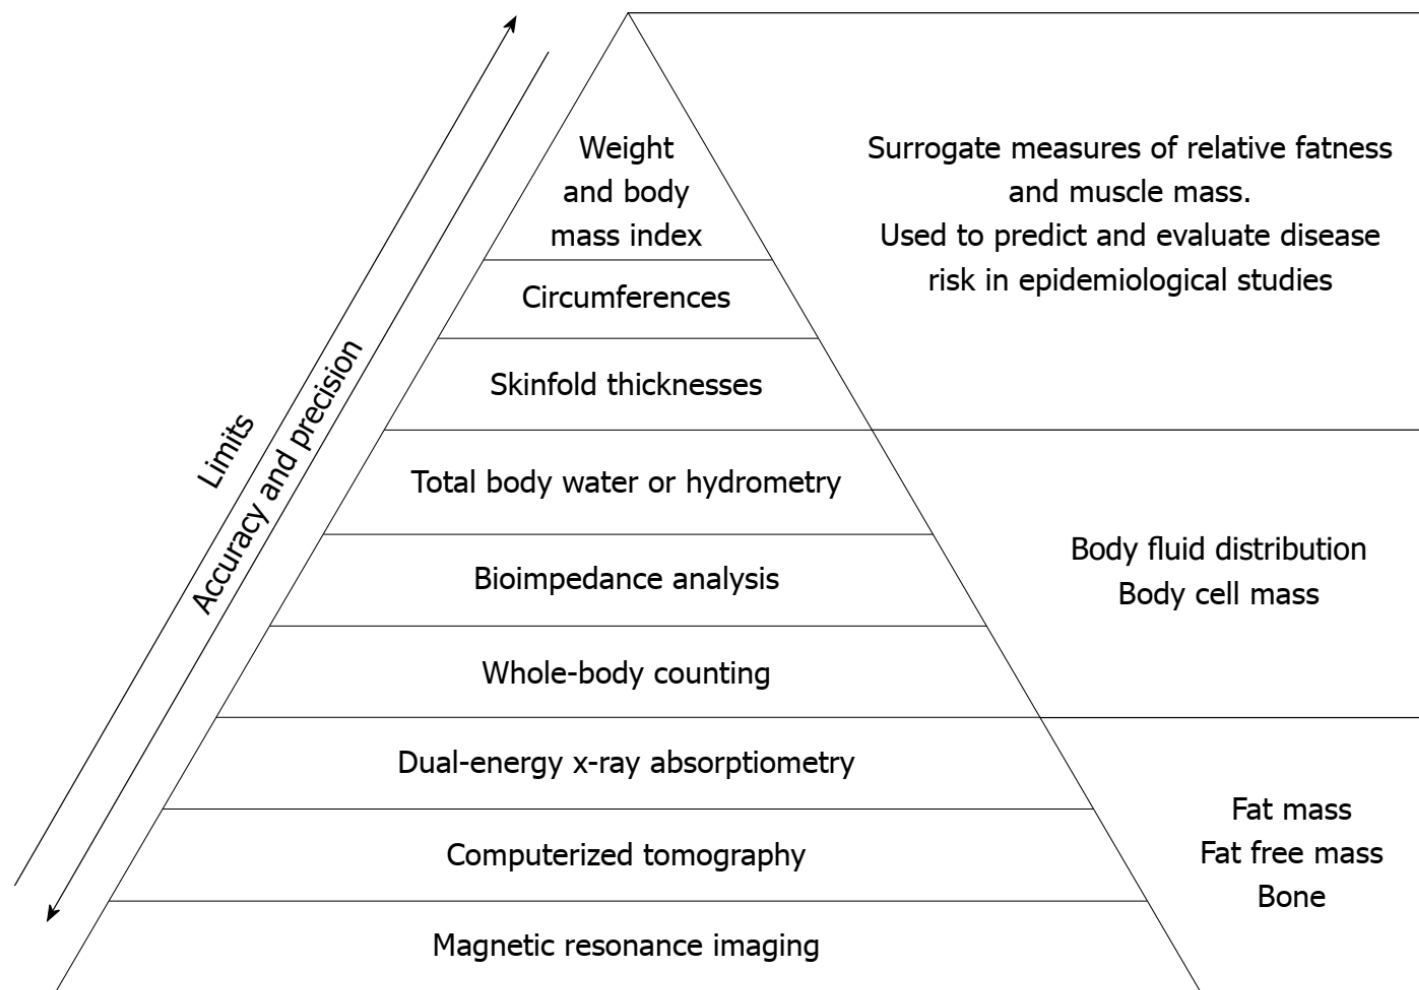 Limits
Accuracy and precision
Weight
and body
mass index
Circumferences
Skinfold thicknesses
Total body water or hydrometry
Bioimpedance analysis
Whole-body counting
Dual-energy x-ray absorptiometry
Computerized tomography
Magnetic resonance imaging
Surrogate measures of relative fatness
and muscle mass.
Used to predict and evaluate disease
risk in epidemiological studies
Body fluid distribution
Body cell mass
Fat mass
Fat free mass
Bone